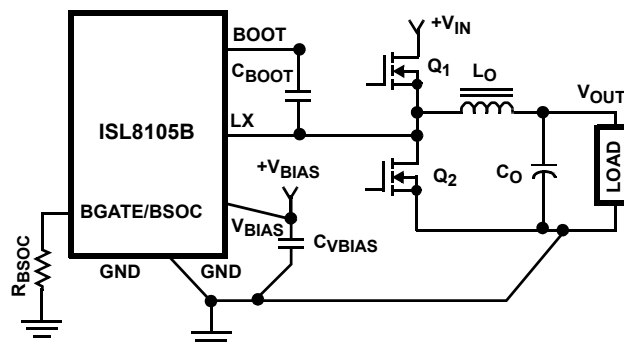 +VIN
BOOT
CBOOT
Q1
LO
VOUT
LX
ISL8105B
+VBIAS
Q2
CO
LOAD
BGATE/BSOC
VBIAS
CVBIAS
RBSOC
GND
GND